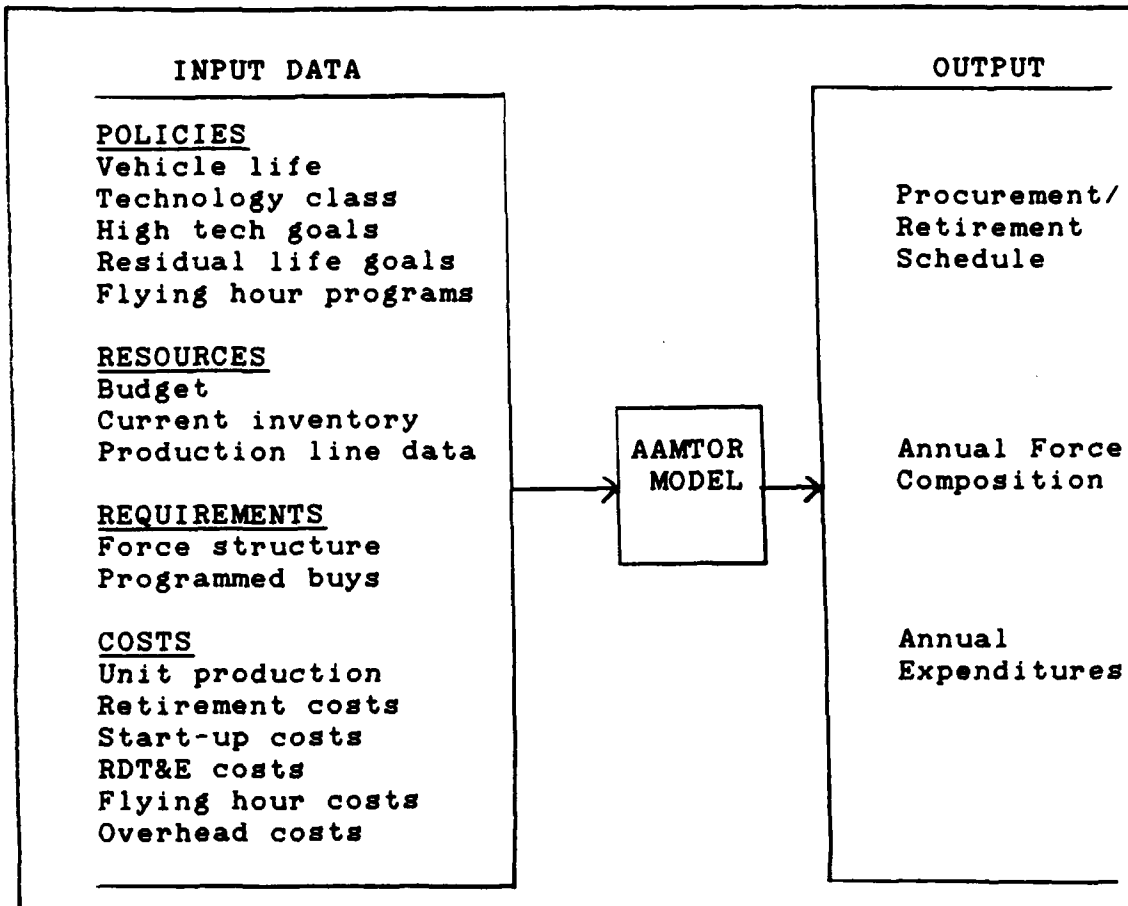 INPUT DATA
POLICIES
Vehicle life
Technology class
High tech goals
Residual life goals
Flying hour programs
RESOURCES
Budget
Current inventory
Production line data
REQUIREMENTS
Force structure
Programmed buys
COSTS
Unit production
Retirement costs
Start-up costs
RDT&E costs
Flying hour costs
Overhead costs
AAMTOR
MODEL
OUTPUT
Procurement/
Retirement
Schedule
Annual Force
Composition
Annual
Expenditures